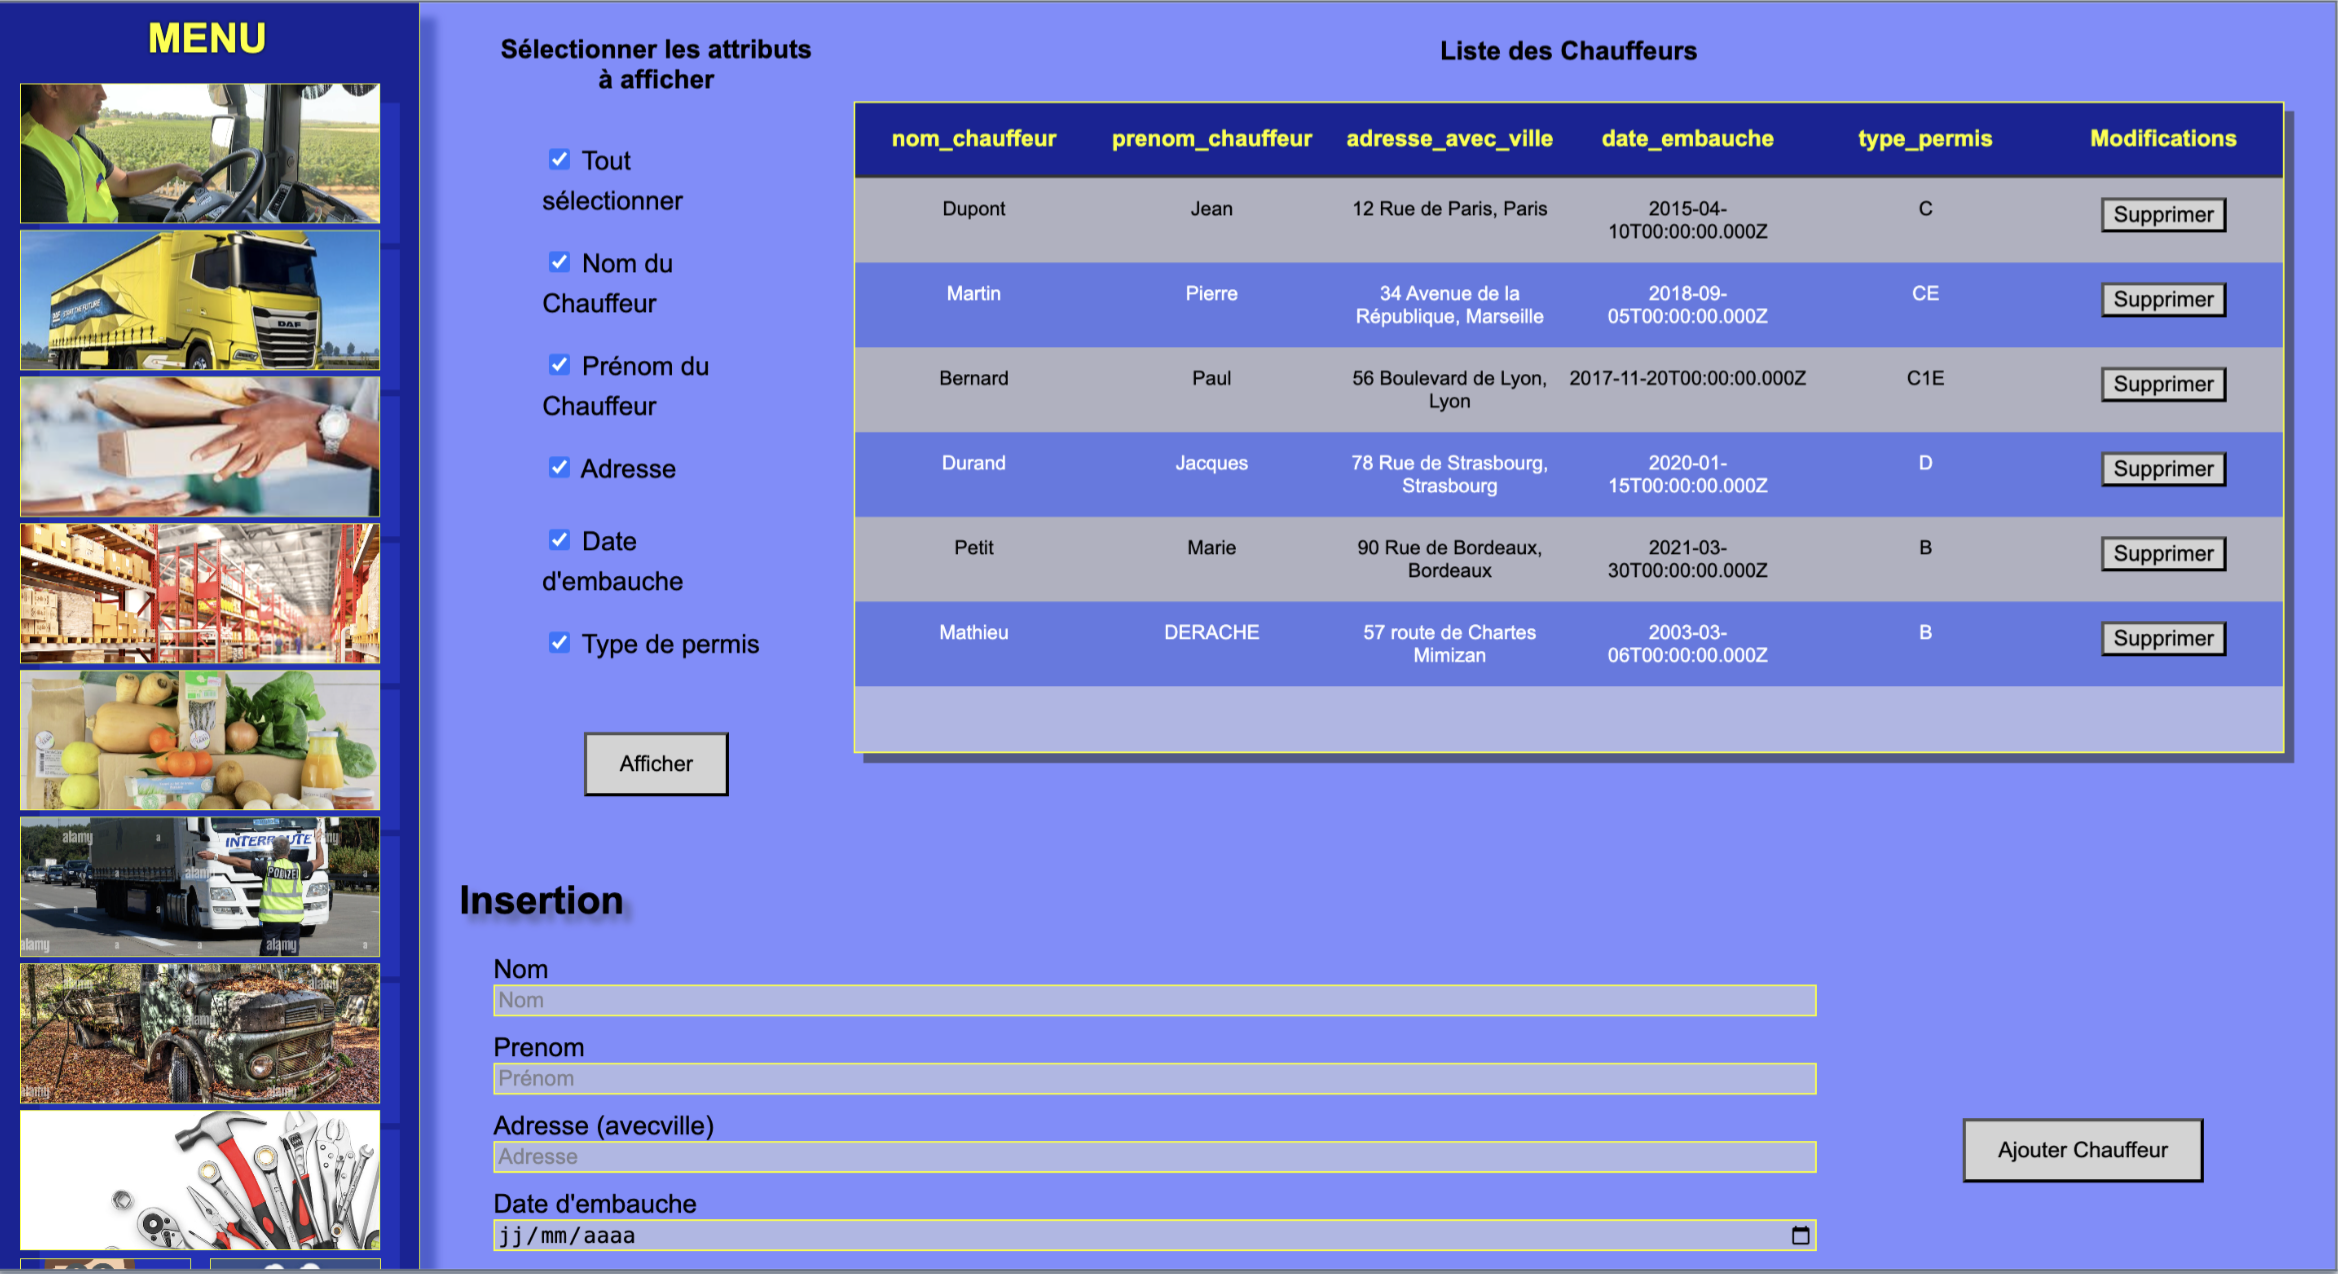 MENU
DAF
INTERROUTE
POLIZEI
alamy
alamy
alamy
Sélectionner les attributs
à afficher
Tout
sélectionner
Nom du
Chauffeur
Prénom du
Chauffeur
Adresse
Date
d'embauche
Type de permis
Afficher
Liste des Chauffeurs
nom_chauffeur prenom_chauffeur adresse_avec_ville date_embauche type_permis Modifications
Dupont Jean 12 Rue de Paris, Paris 2015-04- C Supprimer
10T00:00:00.000Z
Martin Pierre 34 Avenue de la 2018-09- CE Supprimer
République, Marseille 05T00:00:00.000Z
Bernard Paul 56 Boulevard de Lyon, 2017-11-20T00:00:00.000Z C1E Supprimer
Lyon
Durand Jacques 78 Rue de Strasbourg, 2020-01- D Supprimer
Strasbourg 15T00:00:00.000Z
Petit Marie 90 Rue de Bordeaux, 2021-03- B Supprimer
Bordeaux 30T00:00:00.000Z
Mathieu DERACHE 57 route de Chartes 2003-03- B Supprimer
Mimizan 06T00:00:00.000Z
Insertion
Nom
Nom
Prenom
Prénom
Adresse (avecville)
Adresse
Date d'embauche
jj/mm/aaaa
Ajouter Chauffeur